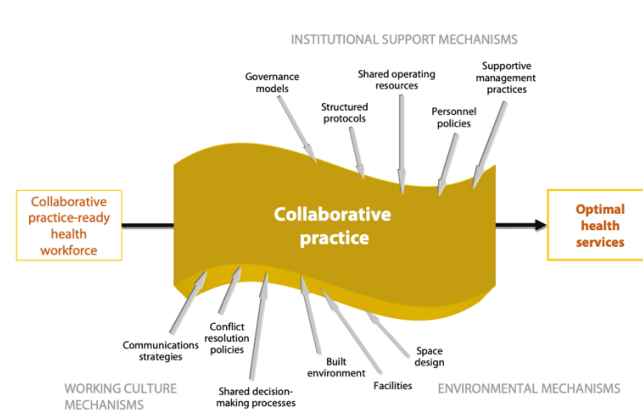 INSTITUTIONAL SUPPORT MECHANISMS
Governance
models
Structured
protocols
Shared operating
resources
Personnel
policies
Supportive
management
practices
Collaborative
practice-ready
health
workforce
Collaborative
practice
Optimal
health
services
Communications
strategies
Conflict
resolution
policies
Shared decision-
making processes
Built
environment
Facilities
Space
design
WORKING CULTURE
MECHANISMS
ENVIRONMENTAL MECHANISMS